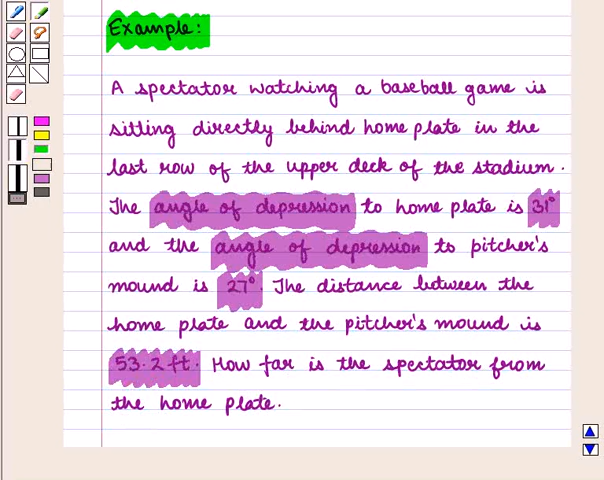 Example:
A spectator watching a baseball game is
sitting directly behind home plate in the
last row of the upper deck of the stadium.
The angle of depression to home plate is 31°
and the angle of depression to pitcher's
mound is 27°. The distance between the
home plate and the pitcher's mound is
53.2 ft. How far is the spectator from
the home plate.